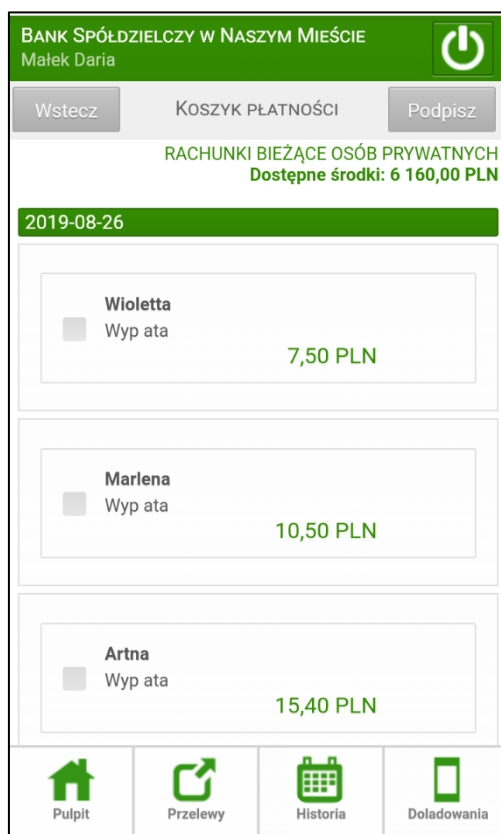 BANK SPÓŁDZIELCZY W NASZYM MIEŚCIE
Małek Daria
Wstecz KOSZYK PŁATNOŚCI Podpisz
RACHUNKI BIEŻĄCE OSÓB PRYWATNYCH
Dostępne środki: 6 160,00 PLN
2019-08-26
Wioletta
Wyp ata
7,50 PLN
Marlena
Wyp ata
10,50 PLN
Artna
Wyp ata
15,40 PLN
Pulpit Przelewy Historia Doladowania